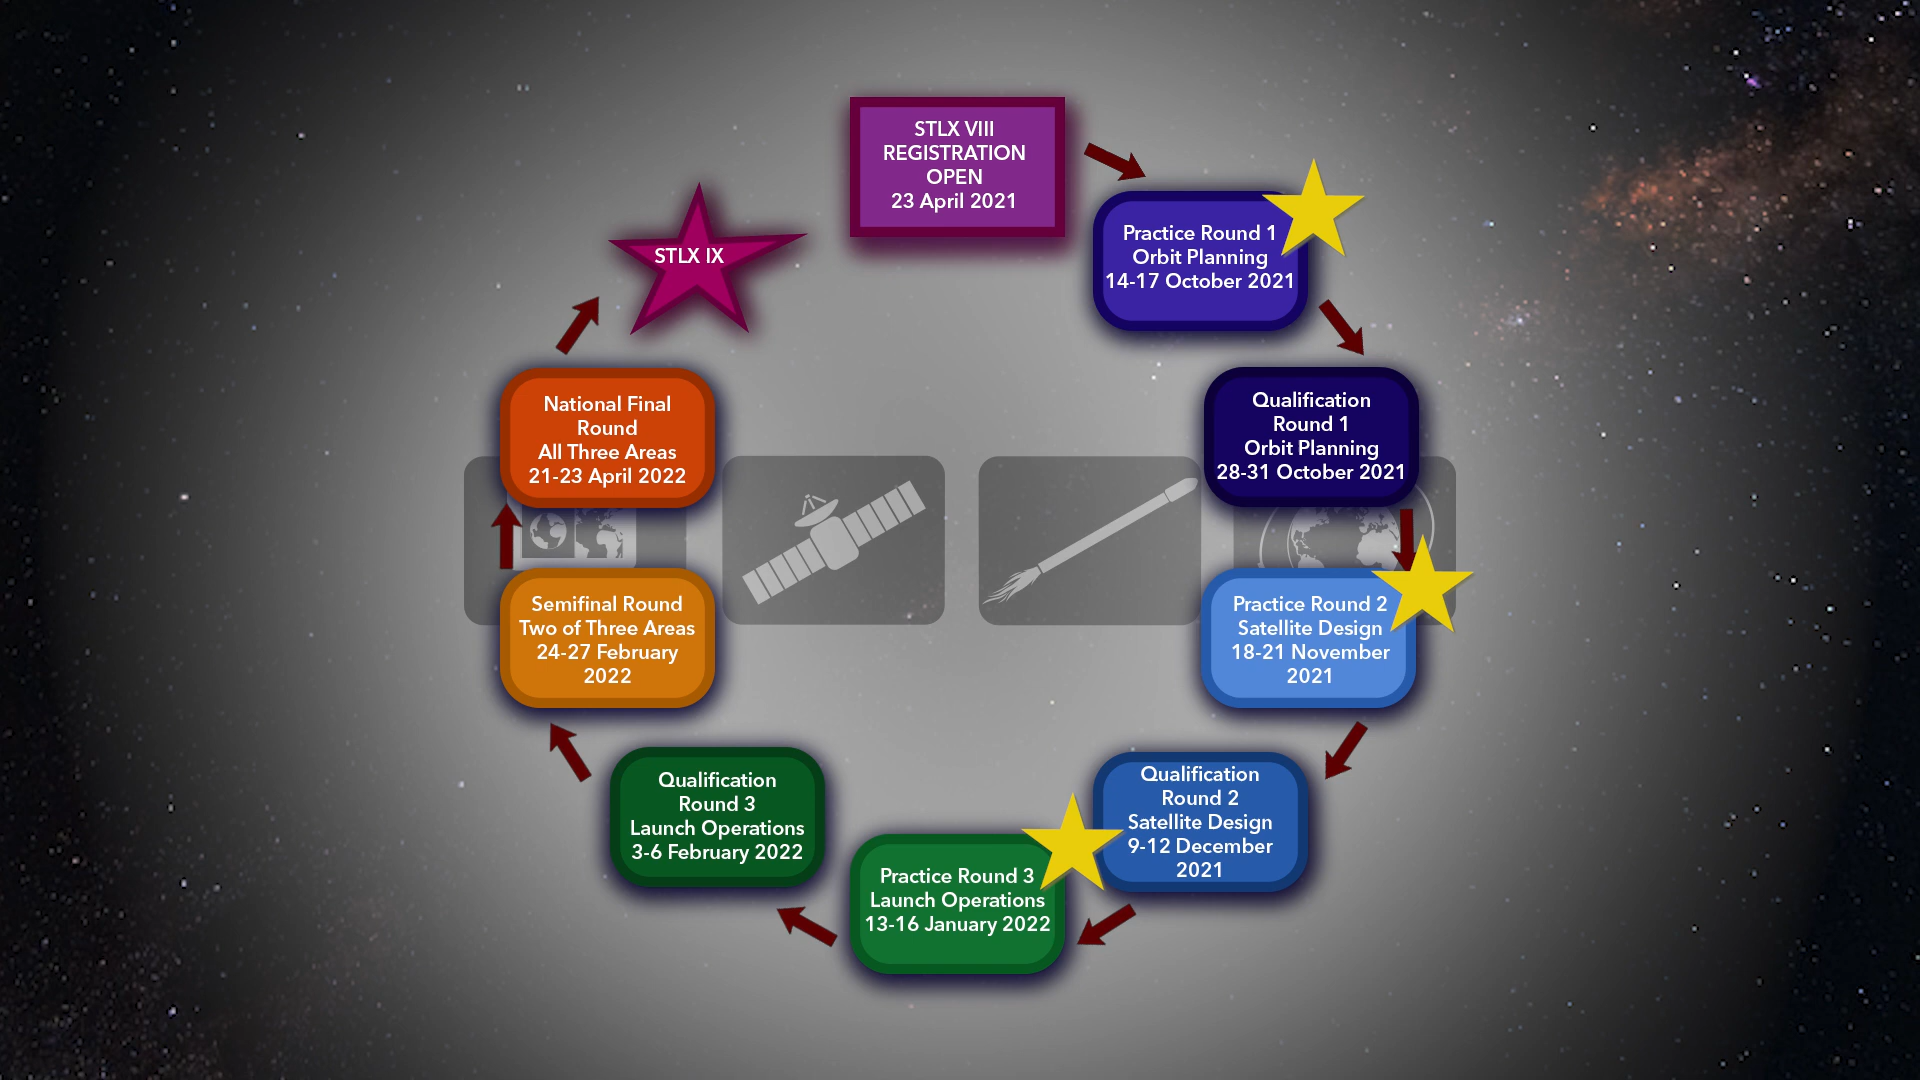 STLX VIII
REGISTRATION
OPEN
23 April 2021
Practice Round 1
Orbit Planning
14-17 October 2021
Qualification
Round 1
Orbit Planning
28-31 October 2021
Practice Round 2
Satellite Design
18-21 November
2021
Qualification
Round 2
Satellite Design
9-12 December
2021
Practice Round 3
Launch Operations
13-16 January 2022
Qualification
Round 3
Launch Operations
3-6 February 2022
Semifinal Round
Two of Three Areas
24-27 February
2022
National Final
Round
All Three Areas
21-23 April 2022
STLX IX